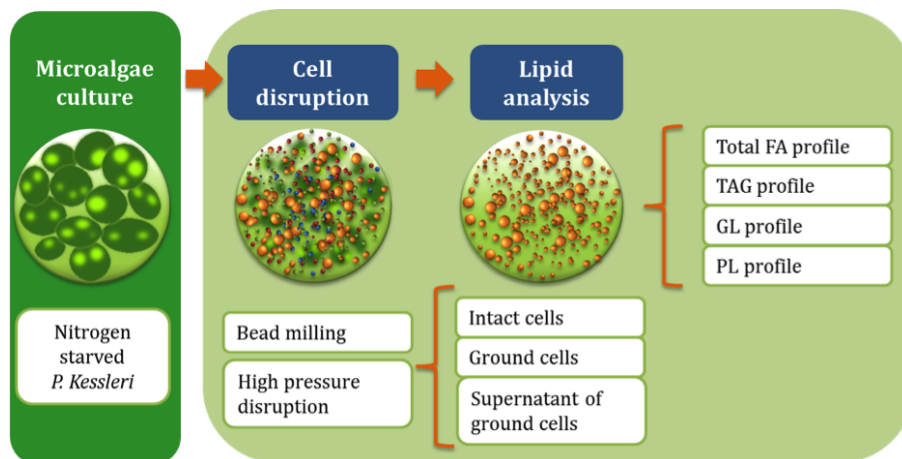 Microalgae
culture
Nitrogen
starved
P. Kessleri
Cell
disruption
Bead milling
High pressure
disruption
Lipid
analysis
Intact cells
Ground cells
Supernatant of
ground cells
Total FA profile
TAG profile
GL profile
PL profile